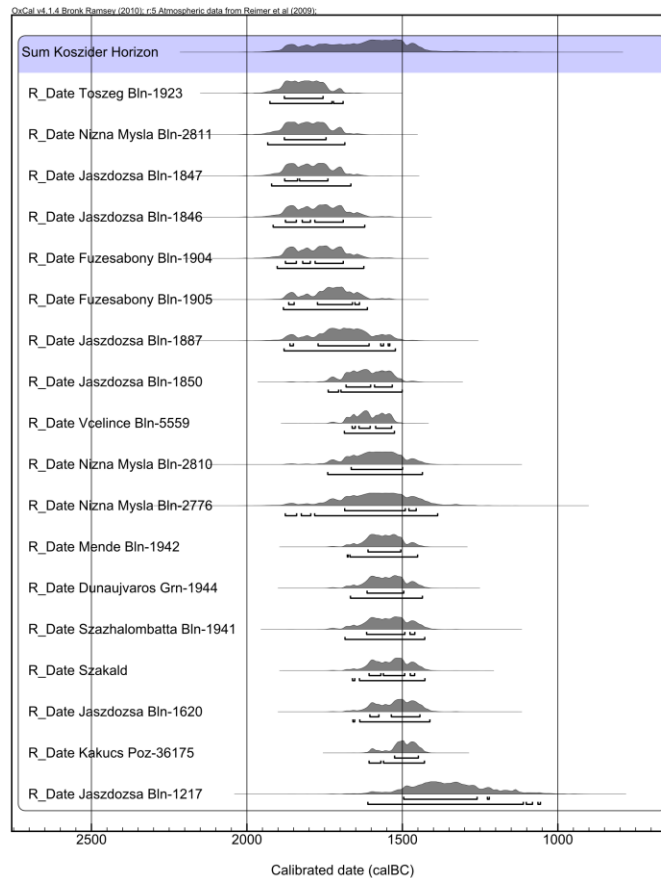 OxCal v4.1.4 Bronk Ramsey (2010); r:5 Atmospheric data from Reimer et al (2009);
Sum Koszider Horizon
R_Date Toszeg Bln-1923
R_Date Nizna Mysla Bln-2811
R_Date Jaszdozsa Bln-1847
R_Date Jaszdozsa Bln-1846
R_Date Fuzesabony Bln-1904
R_Date Fuzesabony Bln-1905
R_Date Jaszdozsa Bln-1887
R_Date Jaszdozsa Bln-1850
R_Date Vcelince Bln-5559
R_Date Nizna Mysla Bln-2810
R_Date Nizna Mysla Bln-2776
R_Date Mende Bln-1942
R_Date Dunaujvaros Grn-1944
R_Date Szazhalombatta Bln-1941
R_Date Szakald
R_Date Jaszdozsa Bln-1620
R_Date Kakucs Poz-36175
R_Date Jaszdozsa Bln-1217
2500 2000 1500 1000
Calibrated date (calBC)